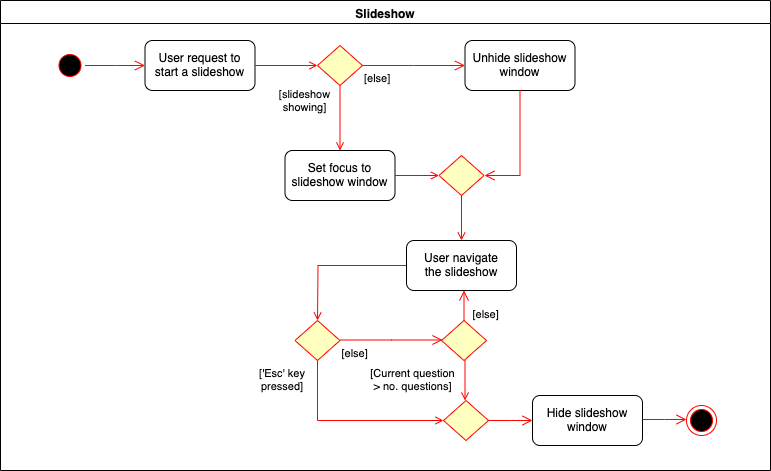 Slideshow
User request to
start a slideshow
[else]
Unhide slideshow
window
[slideshow
showing]
Set focus to
slideshow window
User navigate
the slideshow
[else]
[else]
['Esc' key
pressed]
[Current question
> no. questions]
Hide slideshow
window